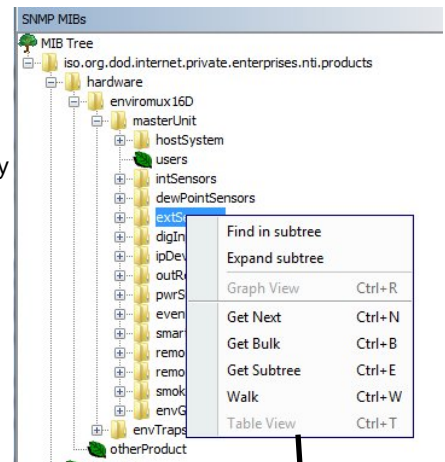 SNMP MIBs
MIB Tree
iso.org.dod.internet.private.enterprises.nti.products
hardware
enviromux16D
masterUnit
hostSystem
users
intSensors
dewPointSensors
extSe
digIn
ipDev
outRe
pwrS
even
smar
remo
remo
smok
envG
envTraps
otherProduct
y
Find in subtree
Expand subtree
Graph View Ctrl+R
Get Next Ctrl+N
Get Bulk Ctrl+B
Get Subtree Ctrl+E
Walk Ctrl+W
Table View Ctrl+T